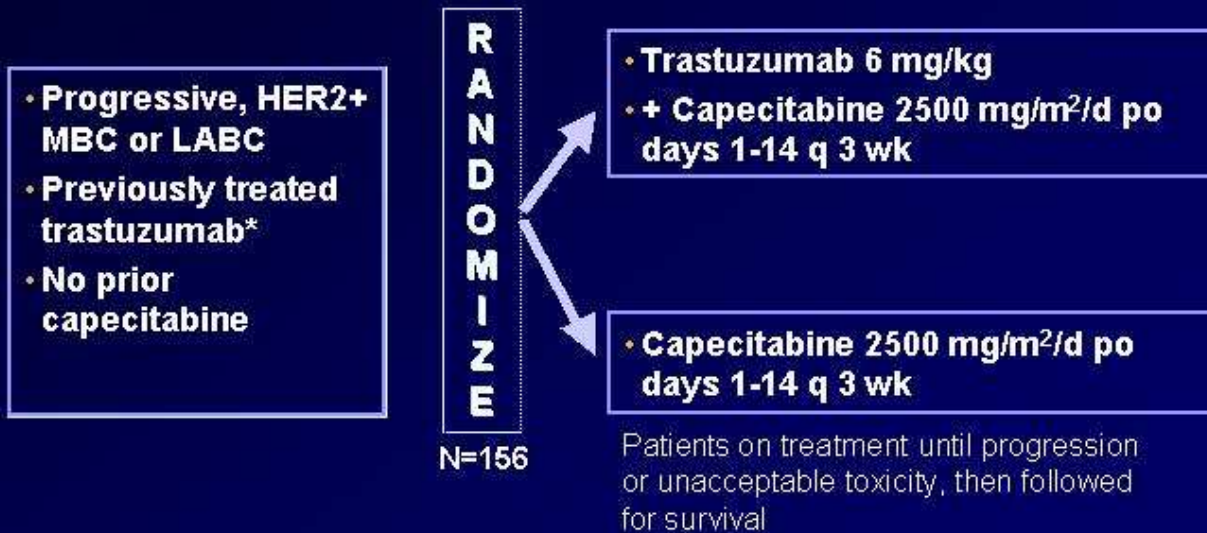 • Progressive, HER2+
MBC or LABC
• Previously treated
trastuzumab*
• No prior
capecitabine
R
A
N
D
O
M
I
Z
E
N=156
• Trastuzumab 6 mg/kg
• + Capecitabine 2500 mg/m²/d po
days 1-14 q 3 wk
• Capecitabine 2500 mg/m²/d po
days 1-14 q 3 wk
Patients on treatment until progression
or unacceptable toxicity, then followed
for survival